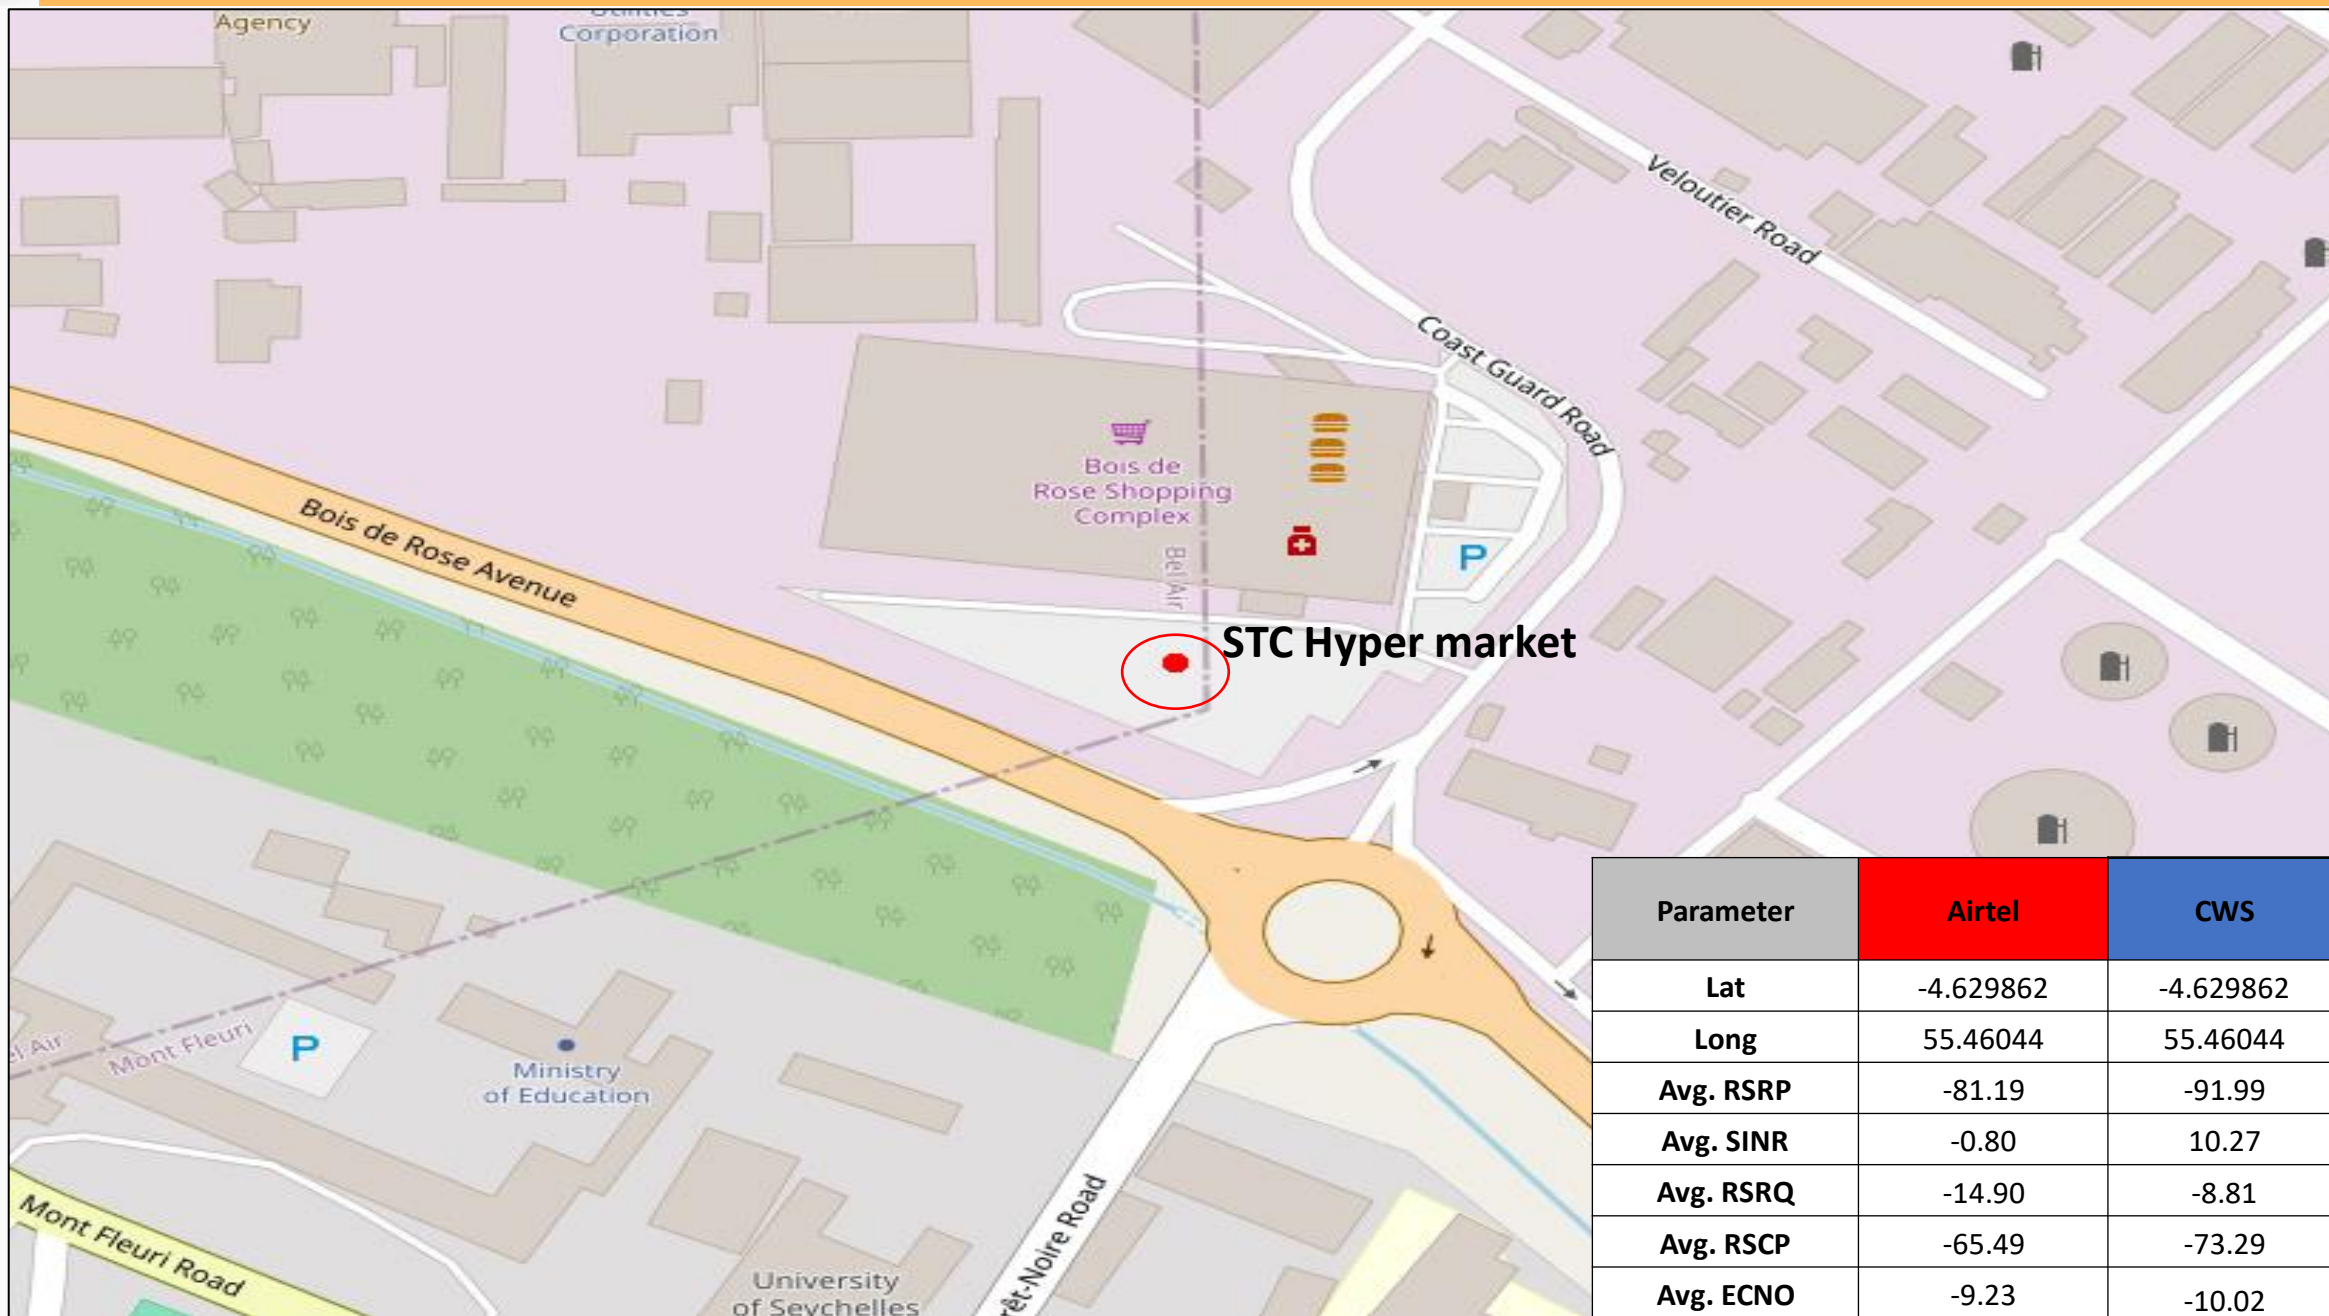 Agency
Utilities
Corporation
Veloutier Road
Coast Guard Road
Bois de
Rose Shopping
Complex
Bois de Rose Avenue
Bel Air
P
STC Hyper market
Mont Fleuri
P
Ministry
of Education
Mont Fleuri Road
University
of Seychelles
Parameter Airtel CWS
Lat -4.629862 -4.629862
Long 55.46044 55.46044
Avg. RSRP -81.19 -91.99
Avg. SINR -0.80 10.27
Avg. RSRQ -14.90 -8.81
Avg. RSCP -65.49 -73.29
Avg. ECNO -9.23 -10.02